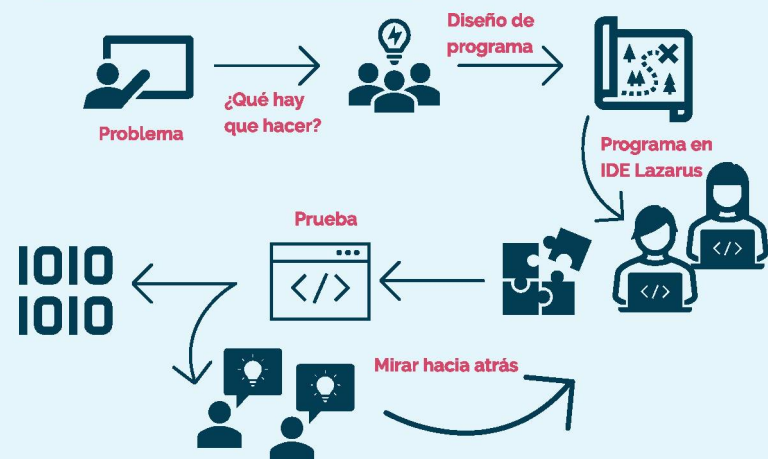 Diseño de
programa
¿Qué hay
que hacer?
Problema
Programa en
IDE Lazarus
</>
</>
Prueba
</>
1010
1010
Mirar hacia atrás